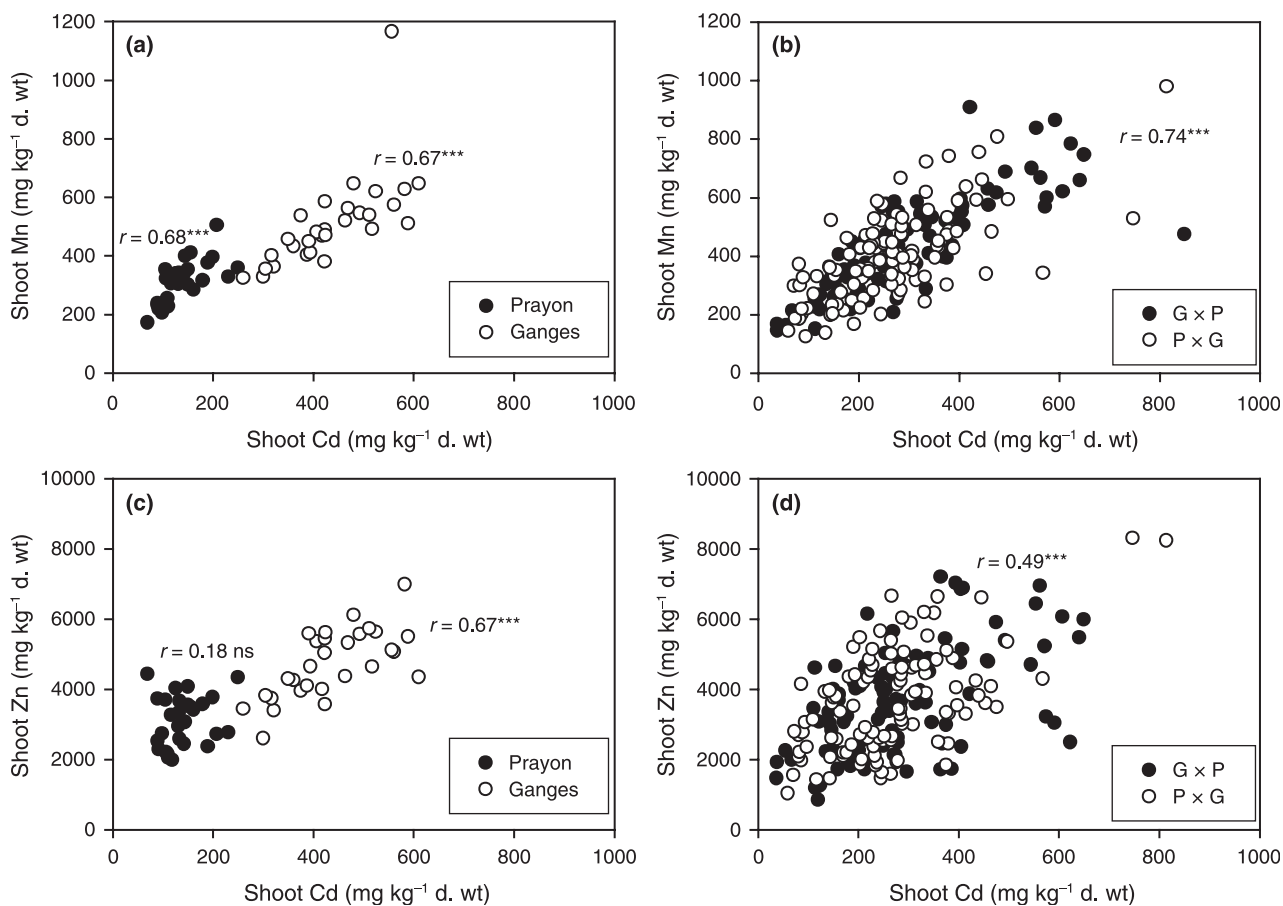 (a)
1200
1000
800
600
400
200
0
Shoot Mn (mg kg⁻¹ d. wt)
r = 0.68***
r = 0.67***
Prayon
Ganges
0 200 400 600 800 1000
Shoot Cd (mg kg⁻¹ d. wt)
(b)
1200
1000
800
600
400
200
0
Shoot Mn (mg kg⁻¹ d. wt)
r = 0.74***
G × P
P × G
0 200 400 600 800 1000
Shoot Cd (mg kg⁻¹ d. wt)
(c)
10000
8000
6000
4000
2000
0
Shoot Zn (mg kg⁻¹ d. wt)
r = 0.18 ns
r = 0.67***
Prayon
Ganges
0 200 400 600 800 1000
Shoot Cd (mg kg⁻¹ d. wt)
(d)
10000
8000
6000
4000
2000
0
Shoot Zn (mg kg⁻¹ d. wt)
r = 0.49***
G × P
P × G
0 200 400 600 800 1000
Shoot Cd (mg kg⁻¹ d. wt)